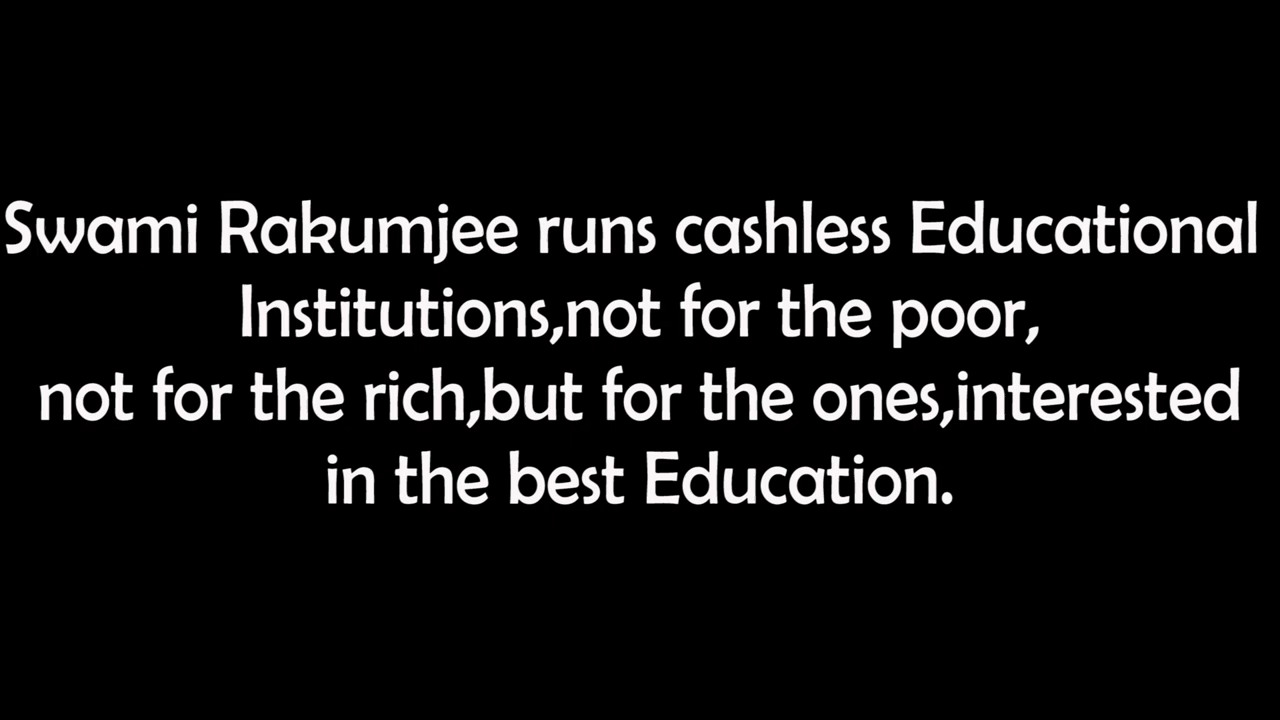 Swami Rakumjee runs cashless Educational
Institutions,not for the poor,
not for the rich,but for the ones,interested
in the best Education.